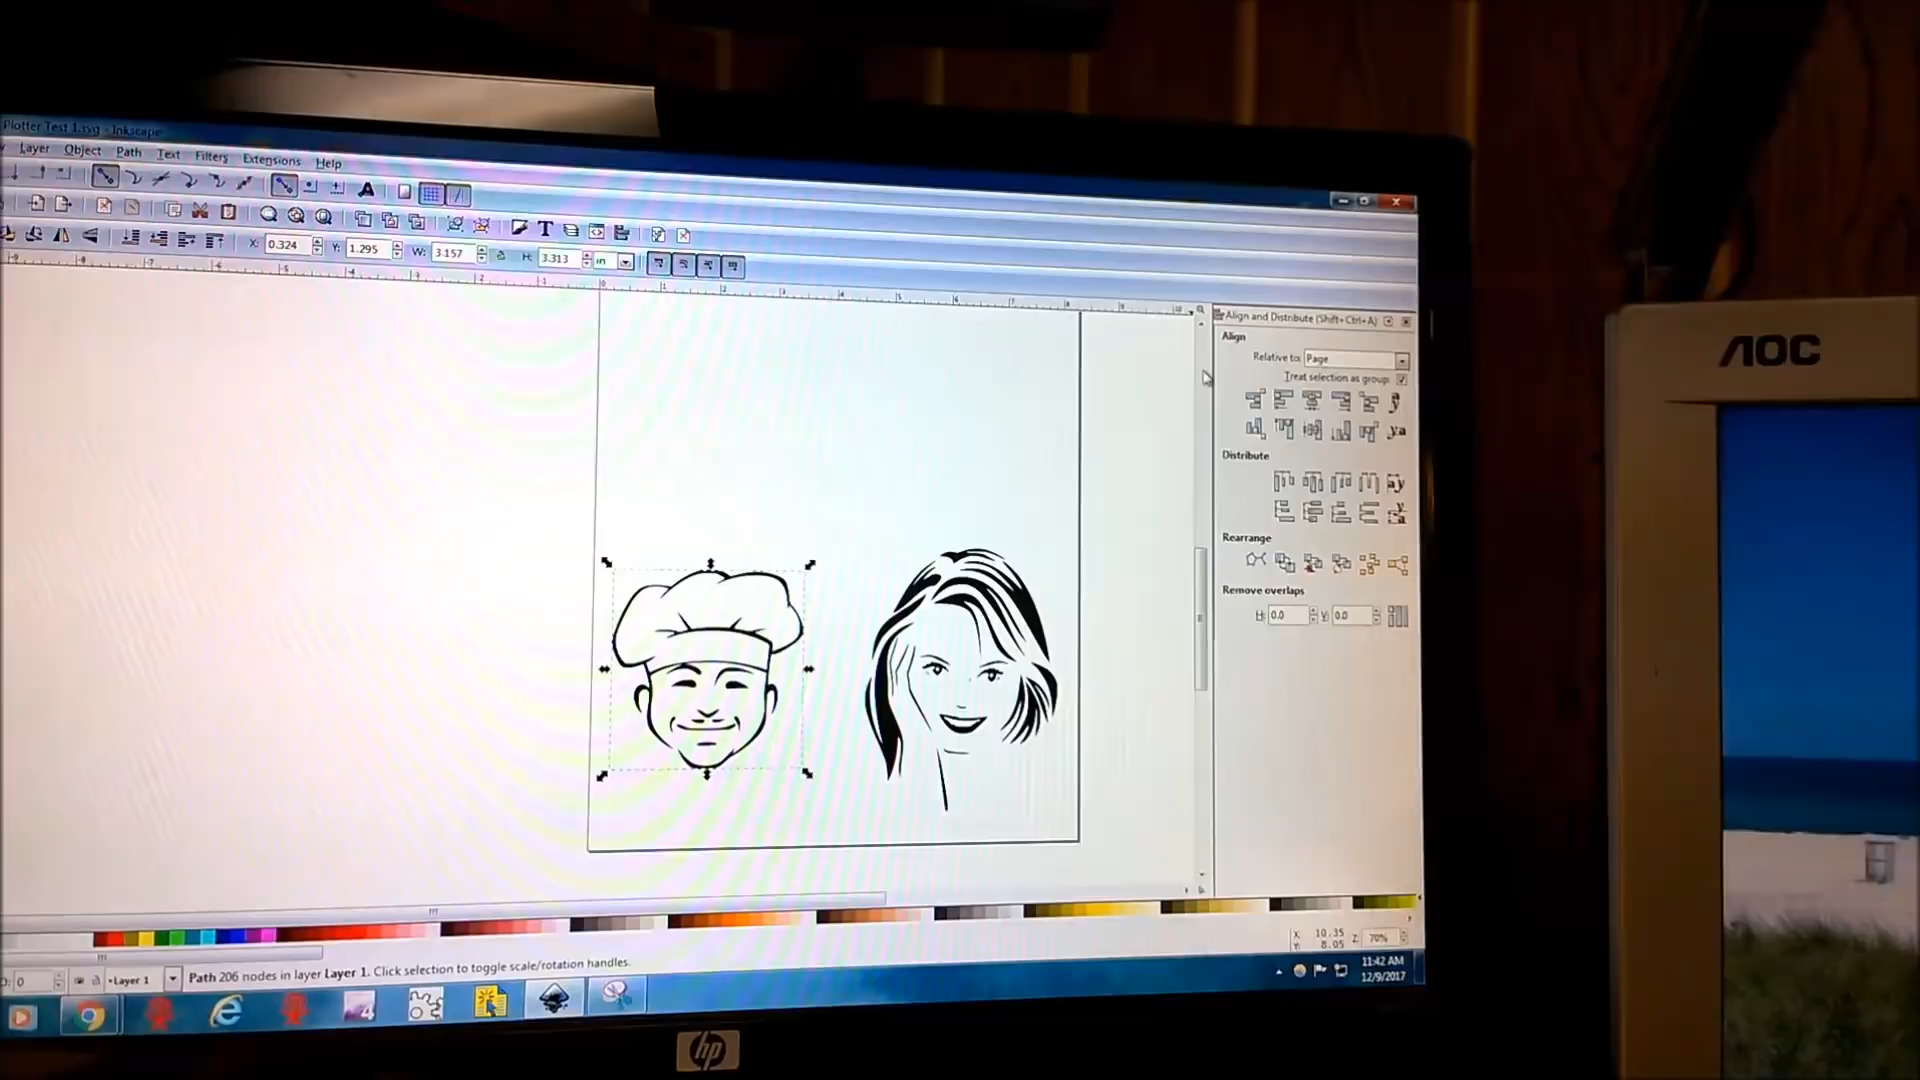 Plotter Test 1.svg - Inkscape
Layer Object Path Text Filters Extensions Help
X: 0.324 Y: 1.295 W: 3.157 H: 3.313 in
Align and Distribute (Shift+Ctrl+A)
Align
Relative to: Page
Treat selection as group:
Distribute
Rearrange
Remove overlaps
H: 0.0 V: 0.0
X: 10.35
Y: 8.05
Z: 70%
O: 0
Layer 1
Path 206 nodes in layer Layer 1. Click selection to toggle scale/rotation handles.
11:42 AM
12/9/2017
hp
AOC